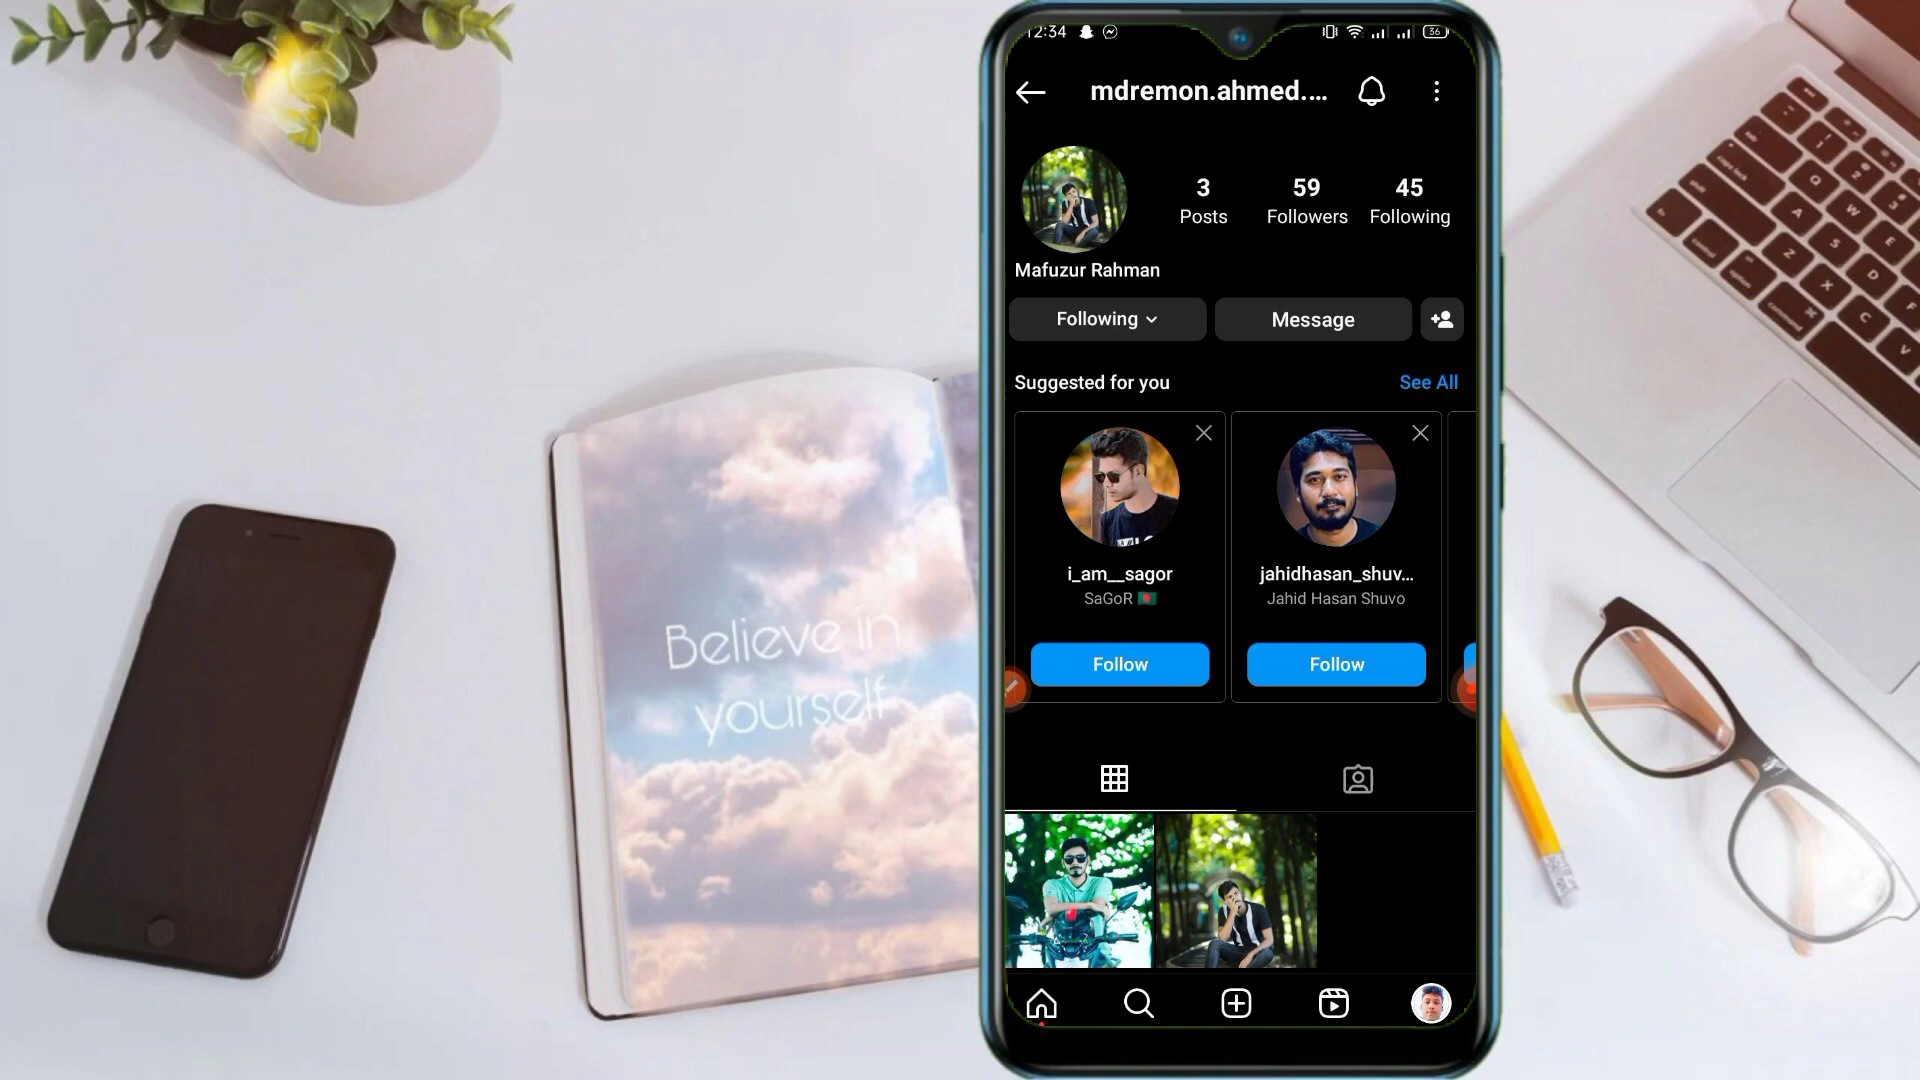 12:34
36
mdremon.ahmed....
3
59
45
Posts
Followers
Following
Mafuzur Rahman
Following
Message
Suggested for you
See All
i_am__sagor
jahidhasan_shuv...
SaGoR 🇧🇩
Jahid Hasan Shuvo
Follow
Follow
Believe in
yourself